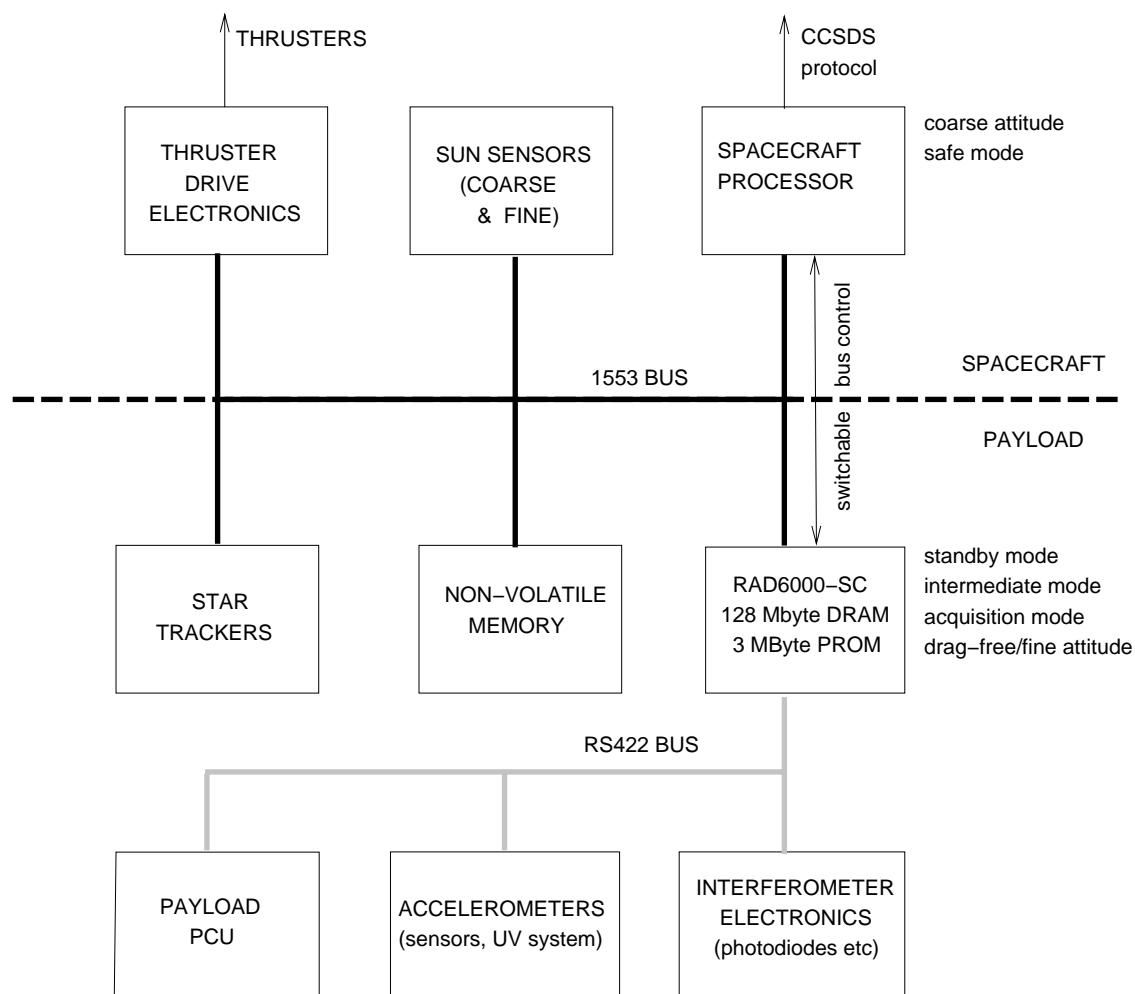 THRUSTERS
CCSDS
protocol
THRUSTER
DRIVE
ELECTRONICS
SUN SENSORS
(COARSE
& FINE)
SPACECRAFT
PROCESSOR
coarse attitude
safe mode
1553 BUS
switchable bus control
SPACECRAFT
PAYLOAD
STAR
TRACKERS
NON−VOLATILE
MEMORY
RAD6000−SC
128 Mbyte DRAM
3 MByte PROM
standby mode
intermediate mode
acquisition mode
drag−free/fine attitude
RS422 BUS
PAYLOAD
PCU
ACCELEROMETERS
(sensors, UV system)
INTERFEROMETER
ELECTRONICS
(photodiodes etc)